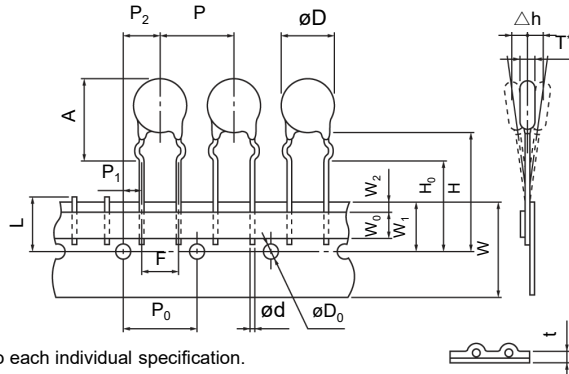 P2 P øD △h
T
A
P1
W2
H0
H
L
W0
W1
W
F
P0
ød
øD0
t
o each individual specification.